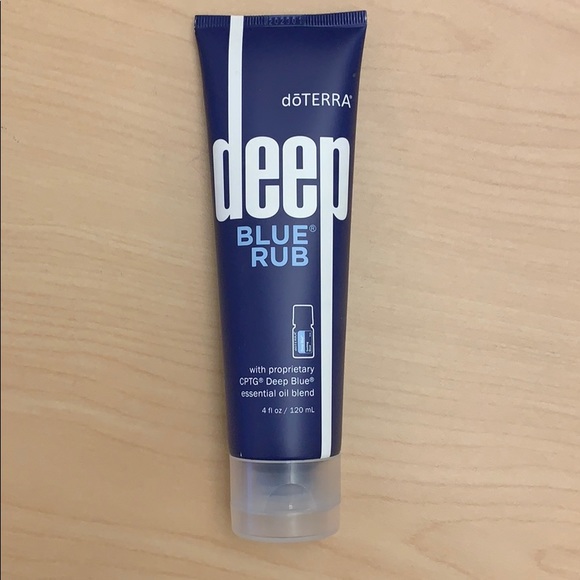 dōTERRA®
deep
BLUE®
RUB
with proprietary
CPTG® Deep Blue®
essential oil blend
4 fl oz / 120 mL